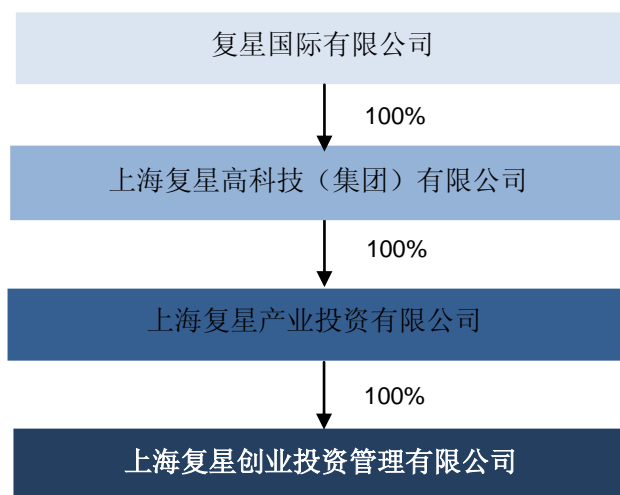 复星国际有限公司
100%
上海复星高科技（集团）有限公司
100%
上海复星产业投资有限公司
100%
上海复星创业投资管理有限公司